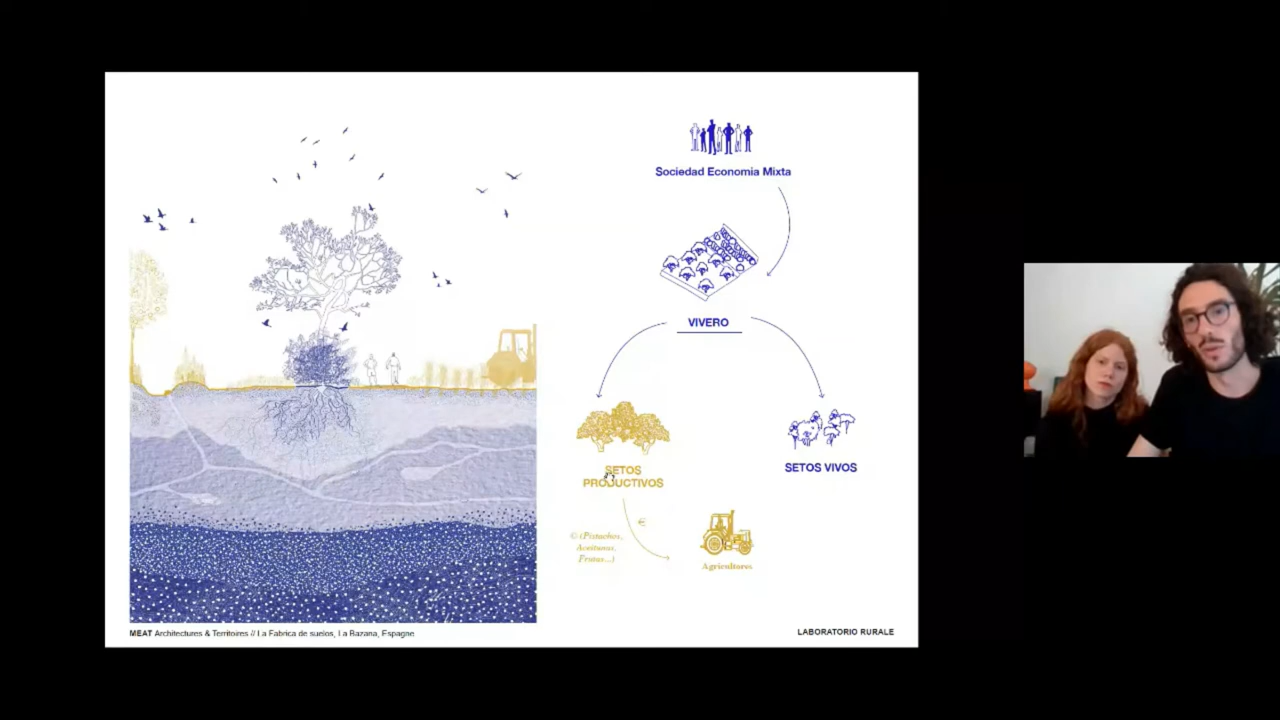 Sociedad Economia Mixta
VIVERO
SETOS
PRODUCTIVOS
SETOS VIVOS
€
© (Pistachos,
Aceitunas,
Frutas...)
Agricultores
MEAT Architectures & Territoires // La Fabrica de suelos, La Bazana, Espagne
LABORATORIO RURALE